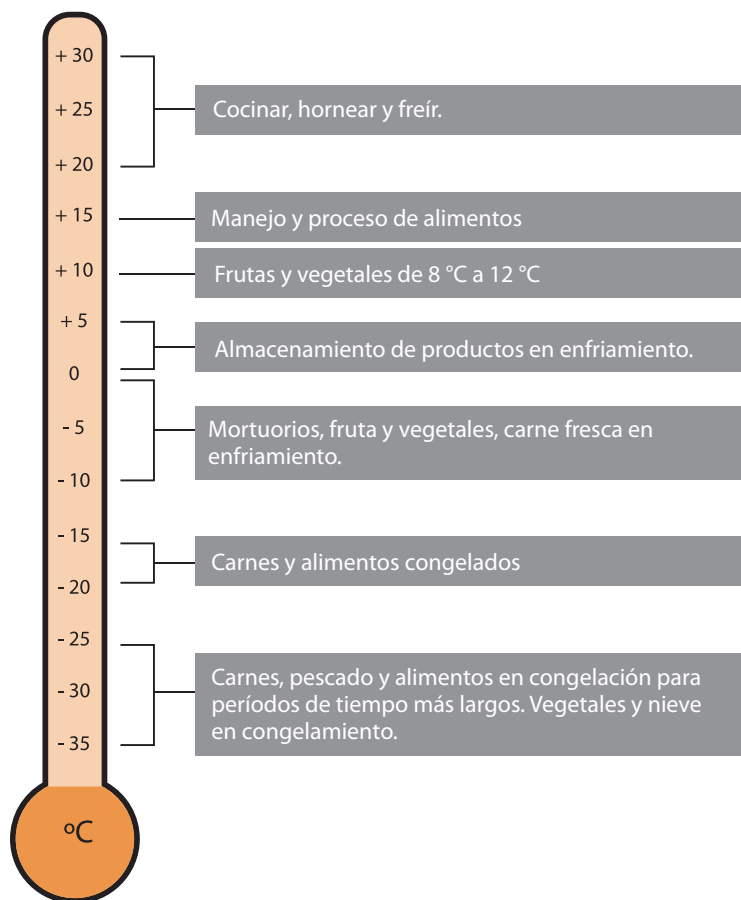 + 30
+ 25
Cocinar, hornear y freír.
+ 20
+ 15
Manejo y proceso de alimentos
+ 10
Frutas y vegetales de 8 °C a 12 °C
+ 5
Almacenamiento de productos en enfriamiento.
0
- 5
Mortuorios, fruta y vegetales, carne fresca en
enfriamiento.
- 10
- 15
Carnes y alimentos congelados
- 20
- 25
Carnes, pescado y alimentos en congelación para
períodos de tiempo más largos. Vegetales y nieve
en congelamiento.
- 30
- 35
ºC